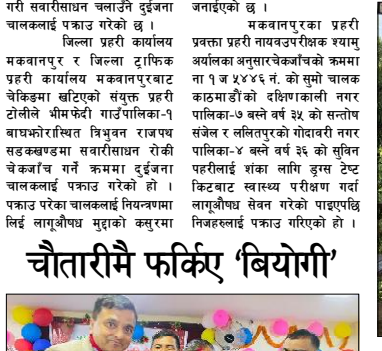 गरी सवारीसाधन चलाउँने दुईजना
चालकलाई पक्राउ गरेको छ ।
जिल्ला प्रहरी कार्यालय
मकवानपुर र जिल्ला ट्राफिक
प्रहरी कार्यालय मकवानपुरबाट
चेकिङमा खटिएको संयुक्त प्रहरी
टोलीले भीमफेदी गाउँपालिका-१
बाघझोरास्थित त्रिभुवन राजपथ
सडकखण्डमा सवारीसाधन रोकी
चेकजाँच गर्ने क्रममा दुईजना
चालकलाई पक्राउ गरेको हो ।
पक्राउ परेका चालकलाई नियन्त्रणमा
लिई लागूऔषध मुद्दाको कसुरमा
जनाईएको छ ।
मकवानपुरका प्रहरी
प्रवक्ता प्रहरी नायवउपरीक्षक श्यामु
अर्यालका अनुसारचेकजाँचको क्रममा
ना १ ज ५४४६ नं. को सुमो चालक
काठमाडौंको दक्षिणकाली नगर
पालिका-७ बस्ने वर्ष ३५ को सन्तोष
संजेल र ललितपुरको गोदावरी नगर
पालिका-४ बस्ने वर्ष ३६ को सुविन
पहरीलाई शंका लागि ड्रग्स टेष्ट
किटबाट स्वास्थ्य परीक्षण गर्दा
लागूऔषध सेवन गरेको पाइएपछि
निजहरुलाई पक्राउ गरिएको हो ।
चौतारीमै फर्किए ‘बियोगी’